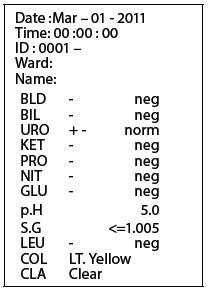 Date :Mar – 01 - 2011
Time: 00 :00 : 00
ID : 0001 –
Ward:
Name:
BLD - neg
BIL - neg
URO + - norm
KET - neg
PRO - neg
NIT - neg
GLU - neg
p.H 5.0
S.G <=1.005
LEU - neg
COL LT. Yellow
CLA Clear